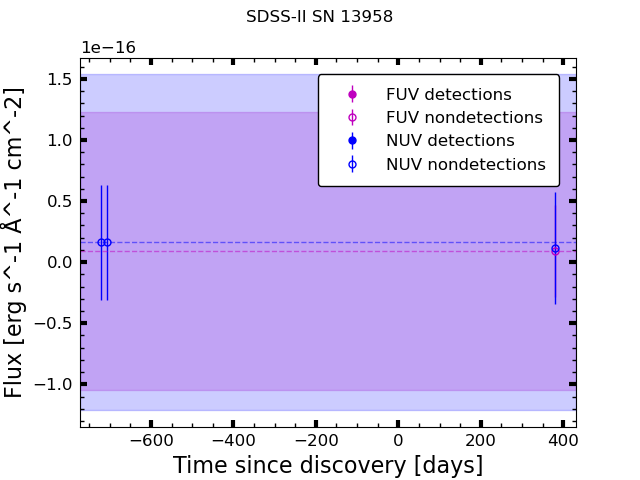 SDSS-II SN 13958
1e−16
FUV detections
FUV nondetections
NUV detections
NUV nondetections
1.5
1.0
0.5
0.0
−0.5
−1.0
Flux [erg s^-1 Å^-1 cm^-2]
−600 −400 −200 0 200 400
Time since discovery [days]